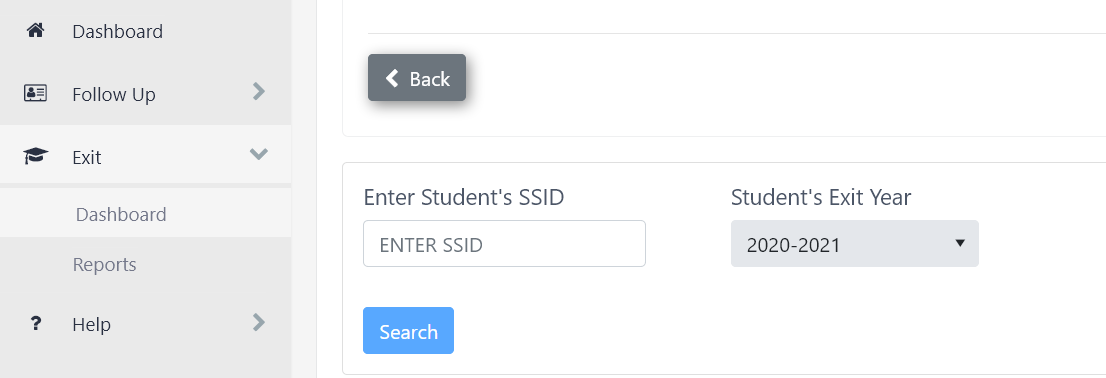 Dashboard
Follow Up
Exit
Dashboard
Reports
? Help
Back
Enter Student's SSID
ENTER SSID
Student's Exit Year
2020-2021
Search